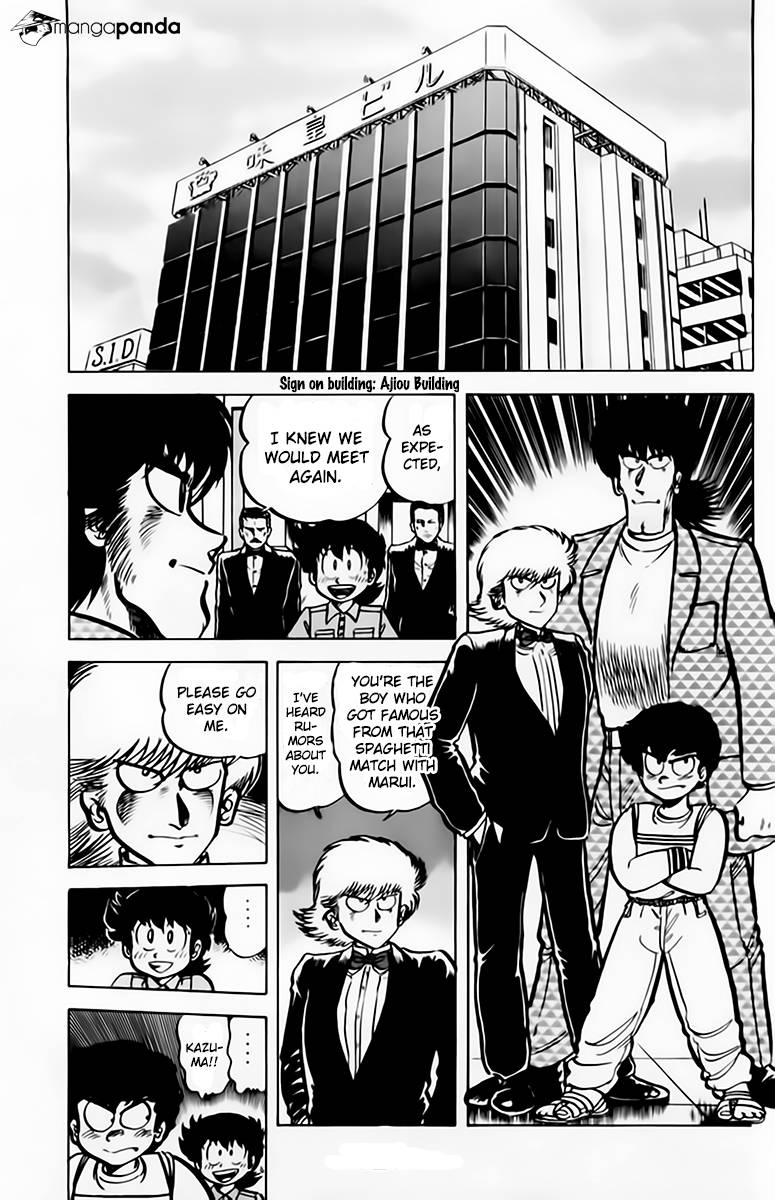 mangapanda
味皇ビル
S.I.D
Sign on building: Ajiou Building
AS
EXPE-
CTED,
I KNEW WE
WOULD MEET
AGAIN.
YOU'RE THE
BOY WHO
GOT FAMOUS
FROM THAT
SPAGHETTI
MATCH WITH
MARUI.
I'VE
HEARD
RU-
MORS
ABOUT
YOU.
PLEASE GO
EASY ON
ME.
....
....
KAZU-
MA!!